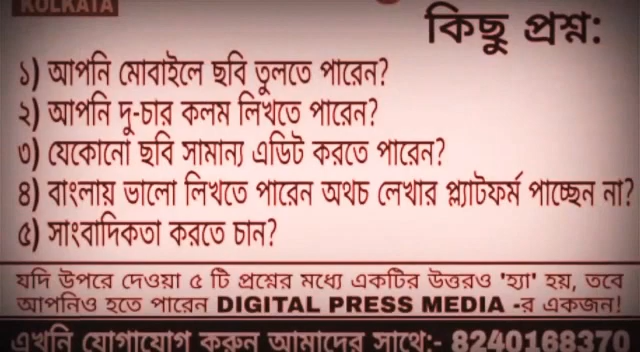 KOLKATA
কিছু প্রশ্ন:
১) আপনি মোবাইলে ছবি তুলতে পারেন?
২) আপনি দু-চার কলম লিখতে পারেন?
৩) যেকোনো ছবি সামান্য এডিট করতে পারেন?
৪) বাংলায় ভালো লিখতে পারেন অথচ লেখার প্ল্যাটফর্ম পাচ্ছেন না?
৫) সাংবাদিকতা করতে চান?
যদি উপরে দেওয়া ৫ টি প্রশ্নের মধ্যে একটির উত্তরও 'হ্যা' হয়, তবে
আপনিও হতে পারেন DIGITAL PRESS MEDIA -র একজন!
এখনি যোগাযোগ করুন আমাদের সাথে:- 8240168370